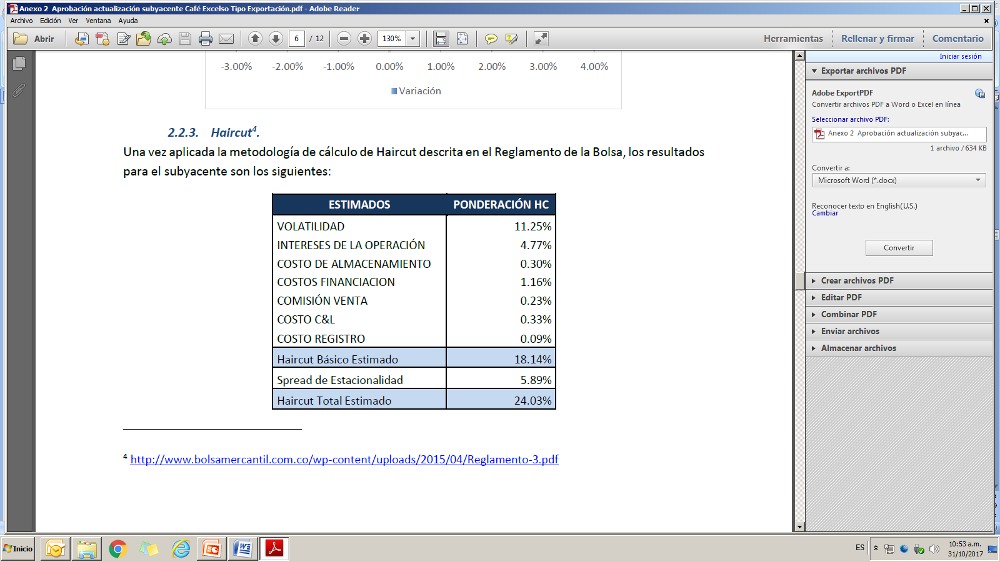 Anexo 2  Aprobación actualización subyacente Café Excelso Tipo Exportación.pdf - Adobe Reader
Archivo Edición Ver Ventana Ayuda
Abrir 6 / 12 130% Herramientas Rellenar y firmar Comentario
-3.00% -2.00% -1.00% 0.00% 1.00% 2.00% 3.00% 4.00%
Variación
2.2.3. Haircut4.
Una vez aplicada la metodología de cálculo de Haircut descrita en el Reglamento de la Bolsa, los resultados
para el subyacente son los siguientes:
ESTIMADOS PONDERACIÓN HC
VOLATILIDAD 11.25%
INTERESES DE LA OPERACIÓN 4.77%
COSTO DE ALMACENAMIENTO 0.30%
COSTOS FINANCIACION 1.16%
COMISIÓN VENTA 0.23%
COSTO C&L 0.33%
COSTO REGISTRO 0.09%
Haircut Básico Estimado 18.14%
Spread de Estacionalidad 5.89%
Haircut Total Estimado 24.03%
4 http://www.bolsamercantil.com.co/wp-content/uploads/2015/04/Reglamento-3.pdf
Iniciar sesión
Exportar archivos PDF
Adobe ExportPDF
Convertir archivos PDF a Word o Excel en línea
Seleccionar archivo PDF:
Anexo 2  Aprobación actualización subyac...
1 archivo / 634 KB
Convertir a:
Microsoft Word (*.docx)
Reconocer texto en English(U.S.)
Cambiar
Convertir
Crear archivos PDF
Editar PDF
Combinar PDF
Enviar archivos
Almacenar archivos
Inicio
ES
10:53 a.m.
31/10/2017